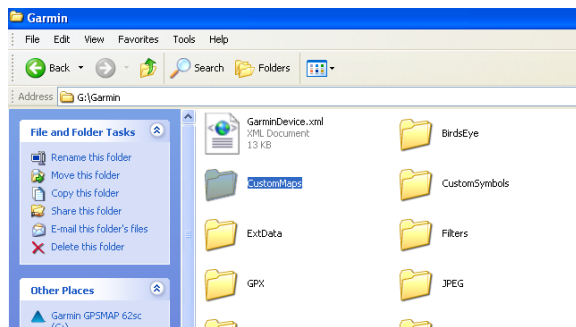 Garmin
File Edit View Favorites Tools Help
Back Search Folders
Address G:\Garmin
File and Folder Tasks
Rename this folder
Move this folder
Copy this folder
Share this folder
E-mail this folder's files
Delete this folder
Other Places
Garmin GPSMAP 62sc
(G:)
GarminDevice.xml
XML Document
13 KB
BirdsEye
CustomMaps
CustomSymbols
ExtData
Filters
GPX
JPEG